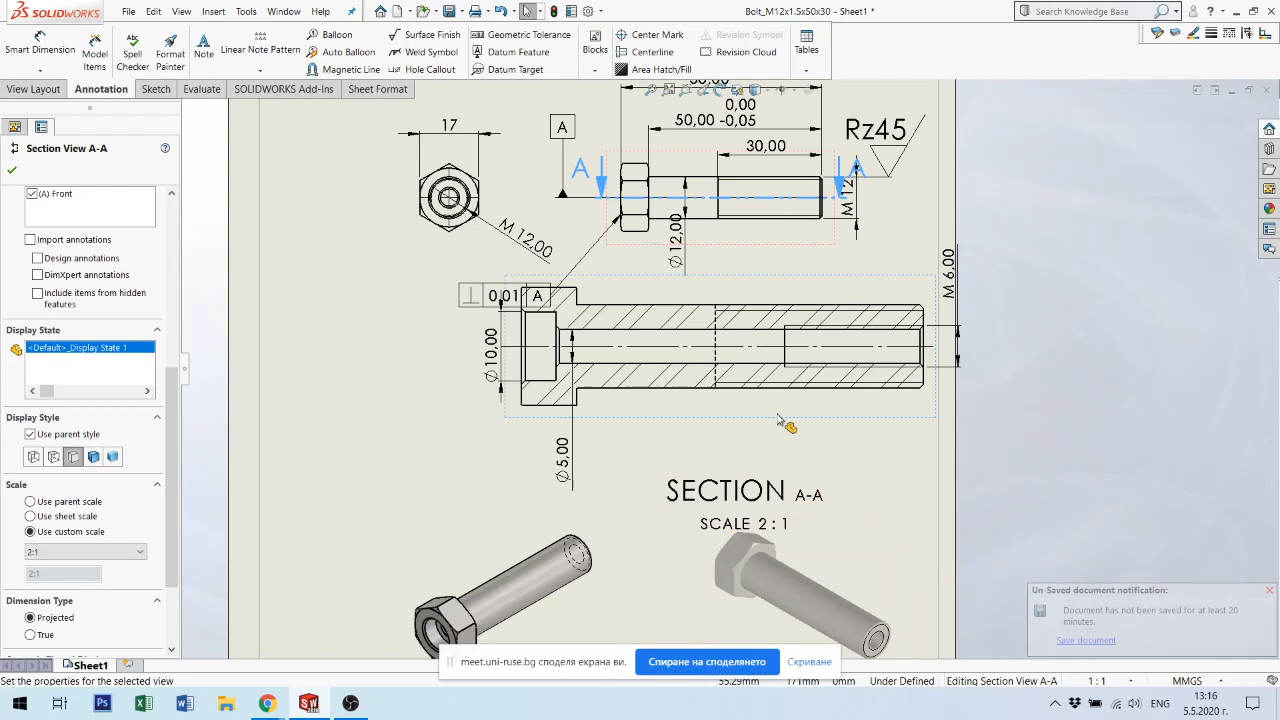 SOLIDWORKS
File
Edit
View
Insert
Tools
Window
Help
Bolt_M12x1.5x50x30 - Sheet1 *
Search Knowledge Base
Smart Dimension
Model Items
Spell Checker
Format Painter
Note
Linear Note Pattern
Balloon
Auto Balloon
Magnetic Line
Surface Finish
Weld Symbol
Hole Callout
Geometric Tolerance
Datum Feature
Datum Target
Blocks
Center Mark
Centerline
Area Hatch/Fill
Revision Symbol
Revision Cloud
Tables
View Layout
Annotation
Sketch
Evaluate
SOLIDWORKS Add-Ins
Sheet Format
Section View A-A
(A) Front
Import annotations
Design annotations
DimXpert annotations
Include items from hidden features
Display State
<Default>_Display State 1
Display Style
Use parent style
Scale
Use parent scale
Use sheet scale
Use custom scale
2:1
2:1
Dimension Type
Projected
True
17
M 12,00
A
0,00
50,00 -0,05
30,00
Rz45
A
A
M 12
∅12,00
M 6,00
⊥ 0,01 A
∅10,00
∅5,00
SECTION A-A
SCALE 2 : 1
Un-Saved document notification:
Document has not been saved for at least 20 minutes.
Save document
meet.uni-ruse.bg споделя екрана ви.
Спиране на споделянето
Скриване
Sheet1
Set the properties for the selected view
55.29mm
171mm
0mm
Under Defined
Editing Section View A-A
1 : 1
MMGS
ENG
13:16
5.5.2020 г.